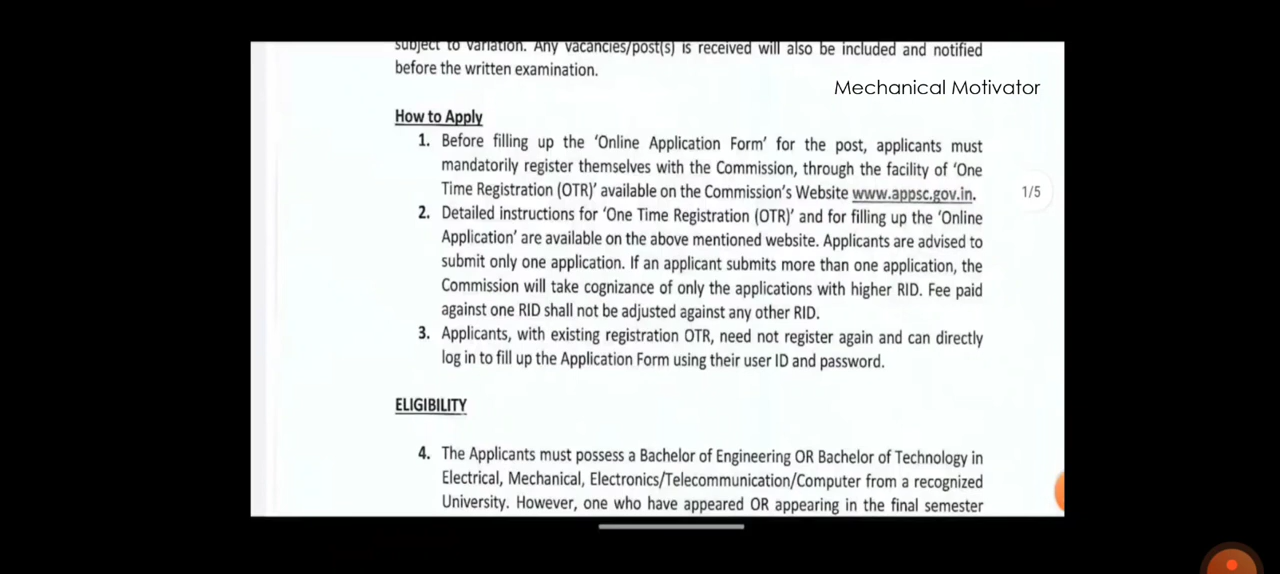 subject to variation. Any vacancies/post(s) is received will also be included and notified
before the written examination.
Mechanical Motivator
How to Apply
1. Before filling up the 'Online Application Form' for the post, applicants must
mandatorily register themselves with the Commission, through the facility of 'One
Time Registration (OTR)' available on the Commission's Website www.appsc.gov.in.
1/5
2. Detailed instructions for 'One Time Registration (OTR)' and for filling up the 'Online
Application' are available on the above mentioned website. Applicants are advised to
submit only one application. If an applicant submits more than one application, the
Commission will take cognizance of only the applications with higher RID. Fee paid
against one RID shall not be adjusted against any other RID.
3. Applicants, with existing registration OTR, need not register again and can directly
log in to fill up the Application Form using their user ID and password.
ELIGIBILITY
4. The Applicants must possess a Bachelor of Engineering OR Bachelor of Technology in
Electrical, Mechanical, Electronics/Telecommunication/Computer from a recognized
University. However, one who have appeared OR appearing in the final semester